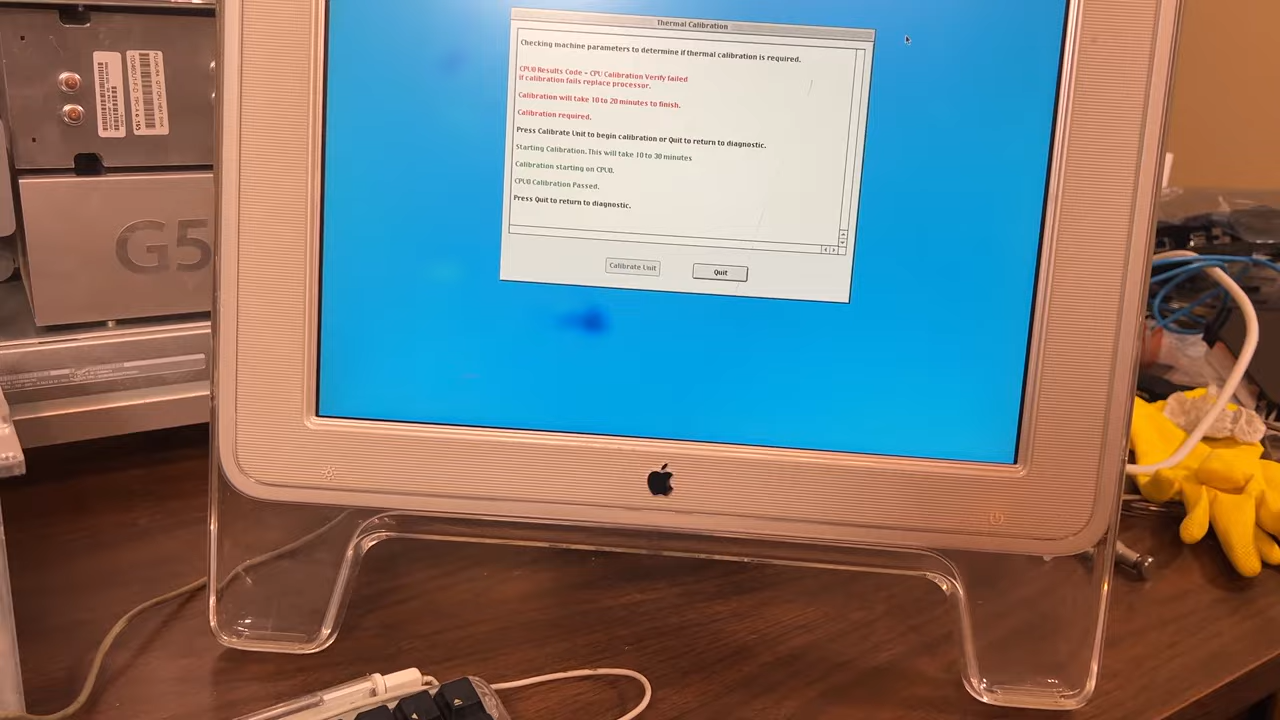 Thermal Calibration
Checking machine parameters to determine if thermal calibration is required.
CPU0 Results Code - CPU Calibration Verify failed
if calibration fails replace processor.
Calibration will take 10 to 20 minutes to finish.
Calibration required.
Press Calibrate Unit to begin calibration or Quit to return to diagnostic.
Starting Calibration. This will take 10 to 30 minutes
Calibration starting on CPU0.
CPU0 Calibration Passed.
Press Quit to return to diagnostic.
Calibrate Unit
Quit
G5